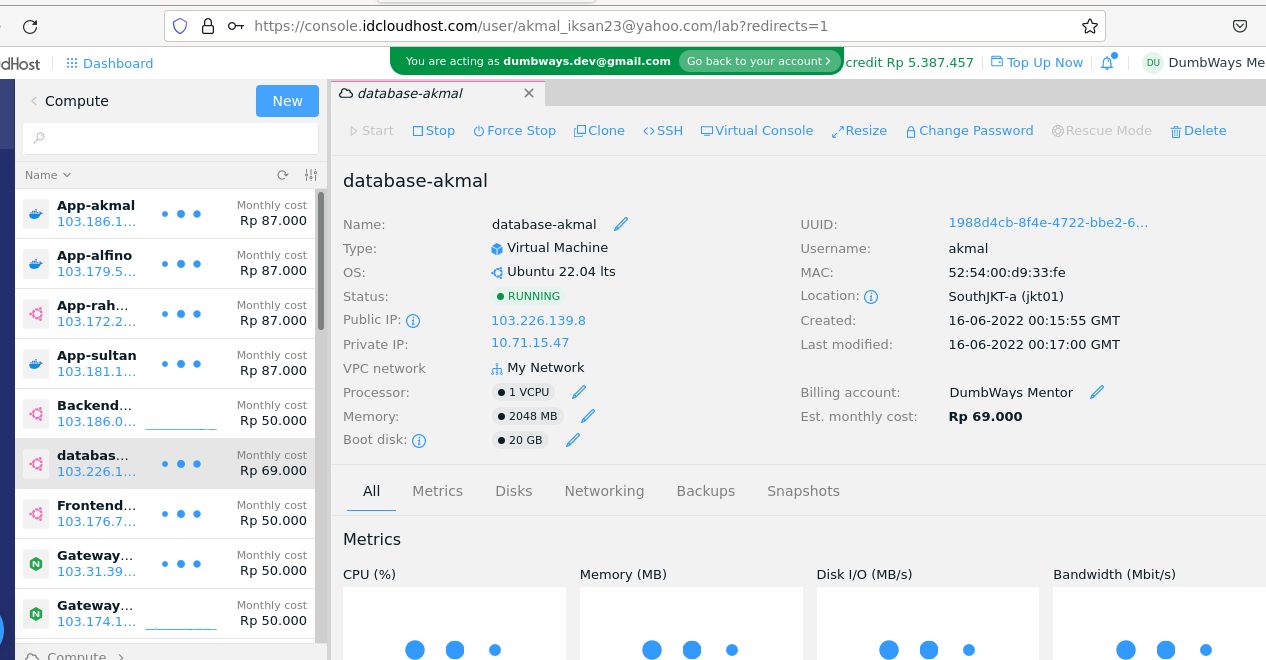 https://console.idcloudhost.com/user/akmal_iksan23@yahoo.com/lab?redirects=1
dHost
Dashboard
You are acting as dumbways.dev@gmail.com
Go back to your account
credit Rp 5.387.457
Top Up Now
DU
DumbWays Me
Compute
New
Name
App-akmal
103.186.1...
Monthly cost
Rp 87.000
App-alfino
103.179.5...
Monthly cost
Rp 87.000
App-rah...
103.172.2...
Monthly cost
Rp 87.000
App-sultan
103.181.1...
Monthly cost
Rp 87.000
Backend...
103.186.0...
Monthly cost
Rp 50.000
databas...
103.226.1...
Monthly cost
Rp 69.000
Frontend...
103.176.7...
Monthly cost
Rp 50.000
Gateway...
103.31.39...
Monthly cost
Rp 50.000
Gateway...
103.174.1...
Monthly cost
Rp 50.000
Compute
database-akmal
Start
Stop
Force Stop
Clone
SSH
Virtual Console
Resize
Change Password
Rescue Mode
Delete
database-akmal
Name: database-akmal
Type: Virtual Machine
OS: Ubuntu 22.04 lts
Status: RUNNING
Public IP: 103.226.139.8
Private IP: 10.71.15.47
VPC network My Network
Processor: 1 VCPU
Memory: 2048 MB
Boot disk: 20 GB
UUID: 1988d4cb-8f4e-4722-bbe2-6...
Username: akmal
MAC: 52:54:00:d9:33:fe
Location: SouthJKT-a (jkt01)
Created: 16-06-2022 00:15:55 GMT
Last modified: 16-06-2022 00:17:00 GMT
Billing account: DumbWays Mentor
Est. monthly cost: Rp 69.000
All
Metrics
Disks
Networking
Backups
Snapshots
Metrics
CPU (%)
Memory (MB)
Disk I/O (MB/s)
Bandwidth (Mbit/s)